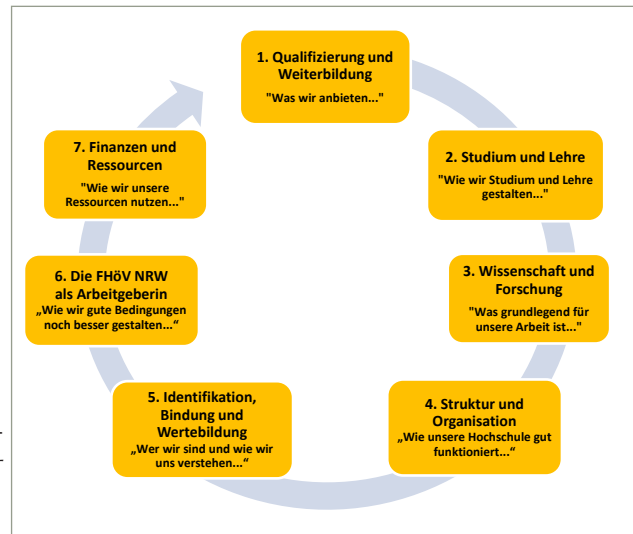 1. Qualifizierung und
Weiterbildung
"Was wir anbieten..."
2. Studium und Lehre
"Wie wir Studium und Lehre
gestalten..."
3. Wissenschaft und
Forschung
"Was grundlegend für
unsere Arbeit ist..."
4. Struktur und
Organisation
„Wie unsere Hochschule gut
funktioniert...“
5. Identifikation,
Bindung und
Wertebildung
„Wer wir sind und wie wir
uns verstehen...“
6. Die FHöV NRW
als Arbeitgeberin
„Wie wir gute Bedingungen
noch besser gestalten...“
7. Finanzen und
Ressourcen
"Wie wir unsere
Ressourcen nutzen..."